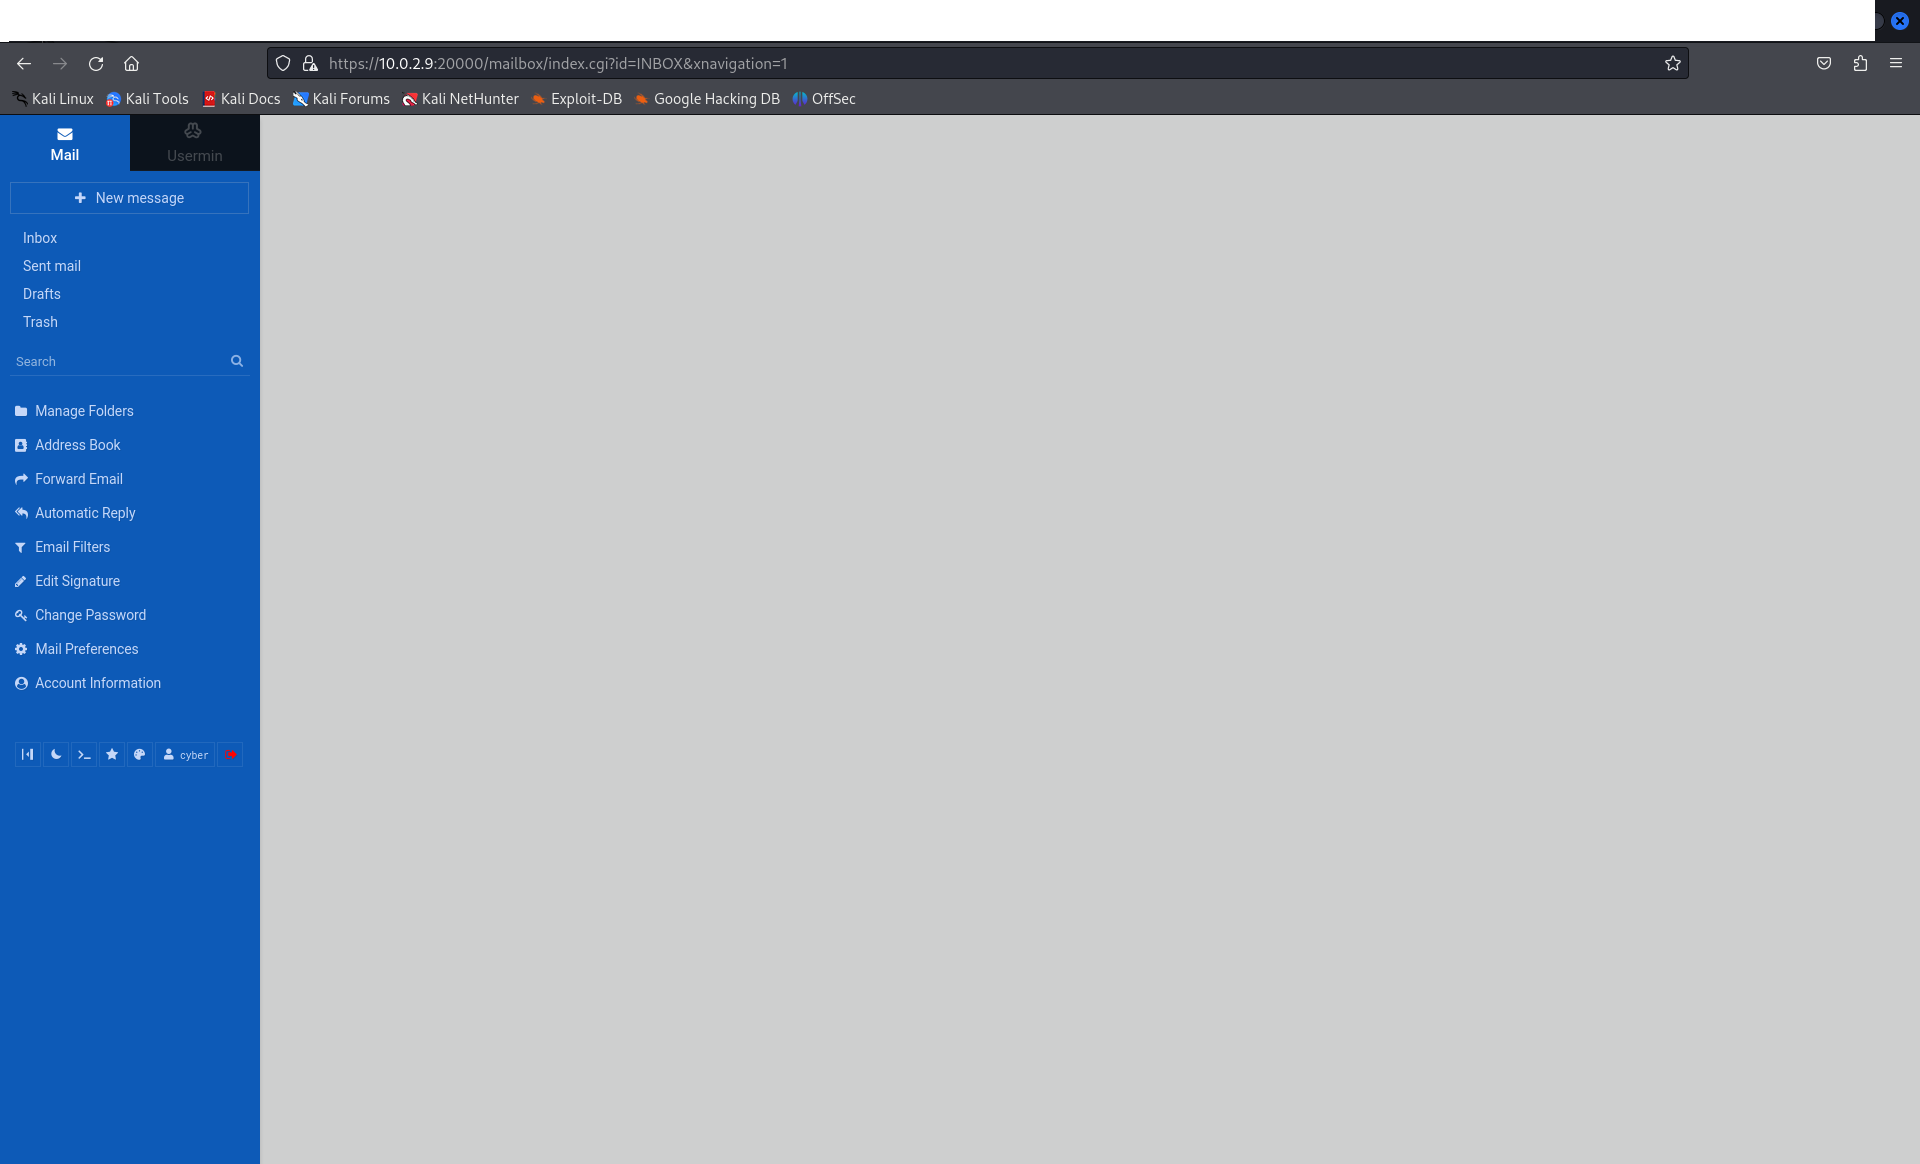 https://10.0.2.9:20000/mailbox/index.cgi?id=INBOX&xnavigation=1
Kali Linux Kali Tools Kali Docs Kali Forums Kali NetHunter Exploit-DB Google Hacking DB OffSec
Mail Usermin
New message
Inbox
Sent mail
Drafts
Trash
Search
Manage Folders
Address Book
Forward Email
Automatic Reply
Email Filters
Edit Signature
Change Password
Mail Preferences
Account Information
cyber